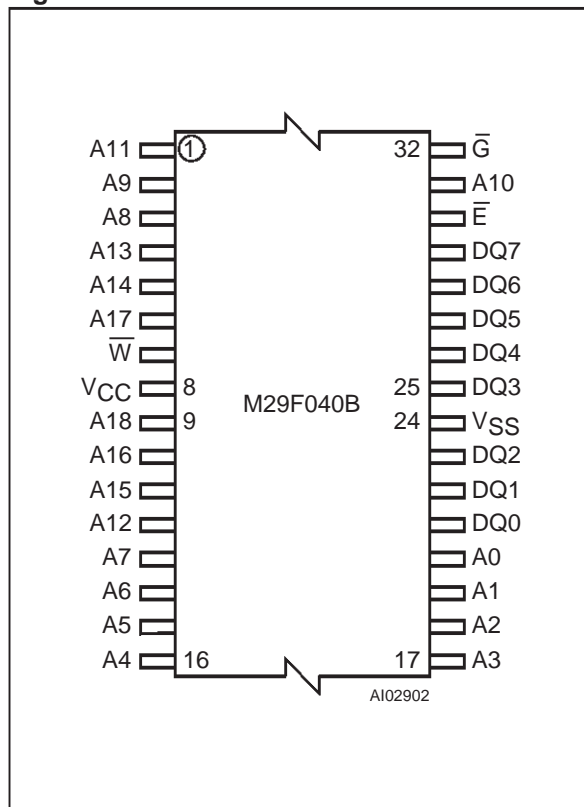 A11 1 32 G̅
A9 A10
A8 E̅
A13 DQ7
A14 DQ6
A17 DQ5
W̅ DQ4
VCC 8 25 DQ3
M29F040B
A18 9 24 VSS
A16 DQ2
A15 DQ1
A12 DQ0
A7 A0
A6 A1
A5 A2
A4 16 17 A3
AI02902